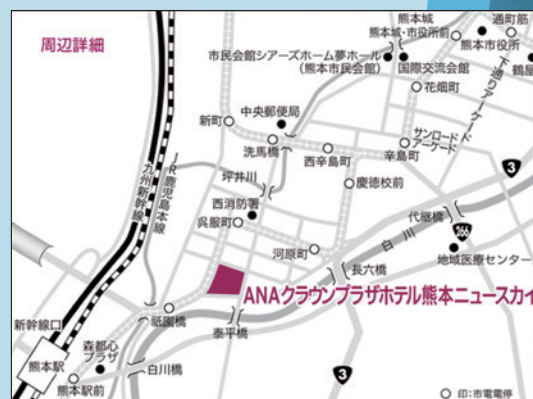 周辺詳細
熊本城
熊本城・市役所前
通町筋
熊本市役所
市民会館シアーズホーム夢ホール
(熊本市民会館)
国際交流会館
鶴屋
下通りアーケード
花畑町
中央郵便局
新町
洗馬橋
サンロード
アーケード
西辛島町
辛島町
3
坪井川
慶徳校前
JR鹿児島本線
九州新幹線
西消防署
呉服町
代継橋
白川
266
河原町
地域医療センター
長六橋
ANAクラウンプラザホテル熊本ニュースカイ
祇園橋
泰平橋
新幹線口
森都心
プラザ
熊本駅
白川橋
3
熊本駅前
印:市電電停